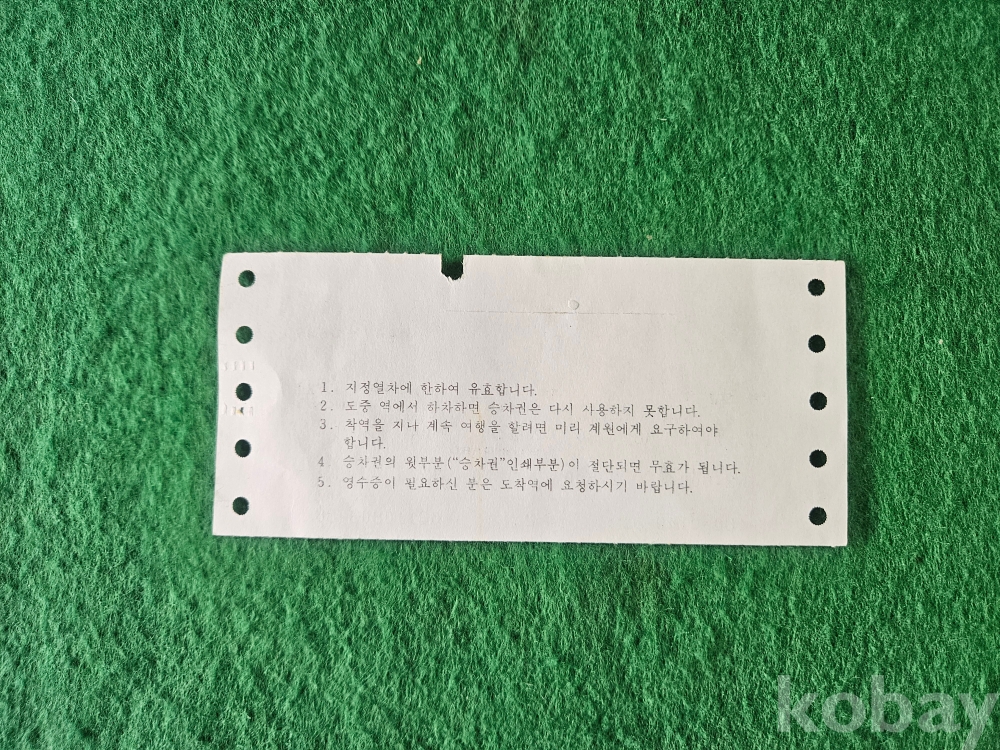 1. 지정열차에 한하여 유효합니다.
2. 도중 역에서 하차하면 승차권은 다시 사용하지 못합니다.
3. 착역을 지나 계속 여행을 할려면 미리 계원에게 요구하여야
합니다.
4 승차권의 윗부분(“승차권”인쇄부분)이 절단되면 무효가 됩니다.
5. 영수증이 필요하신 분은 도착역에 요청하시기 바랍니다.
kobay